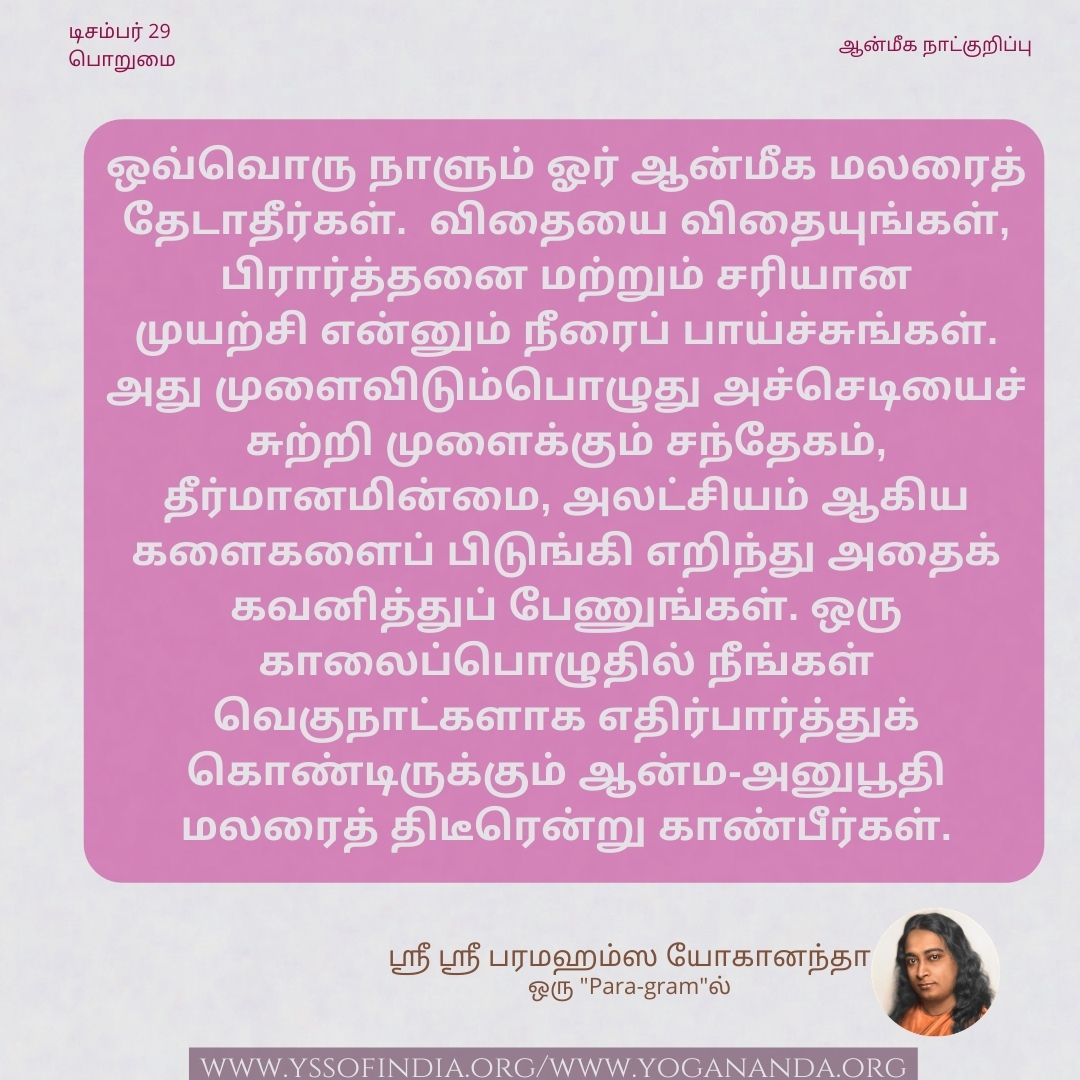 டிசம்பர் 29
பொறுமை
ஆன்மீக நாட்குறிப்பு
ஒவ்வொரு நாளும் ஓர் ஆன்மீக மலரைத்
தேடாதீர்கள். விதையை விதையுங்கள்,
பிரார்த்தனை மற்றும் சரியான
முயற்சி என்னும் நீரைப் பாய்ச்சுங்கள்.
அது முளைவிடும்பொழுது அச்செடியைச்
சுற்றி முளைக்கும் சந்தேகம்,
தீர்மானமின்மை, அலட்சியம் ஆகிய
களைகளைப் பிடுங்கி எறிந்து அதைக்
கவனித்துப் பேணுங்கள். ஒரு
காலைப்பொழுதில் நீங்கள்
வெகுநாட்களாக எதிர்பார்த்துக்
கொண்டிருக்கும் ஆன்ம-அனுபூதி
மலரைத் திடீரென்று காண்பீர்கள்.
ஸ்ரீ ஸ்ரீ பரமஹம்ஸ யோகானந்தா
ஒரு "Para-gram"ல்
WWW.YSSOFINDIA.ORG/WWW.YOGANANDA.ORG